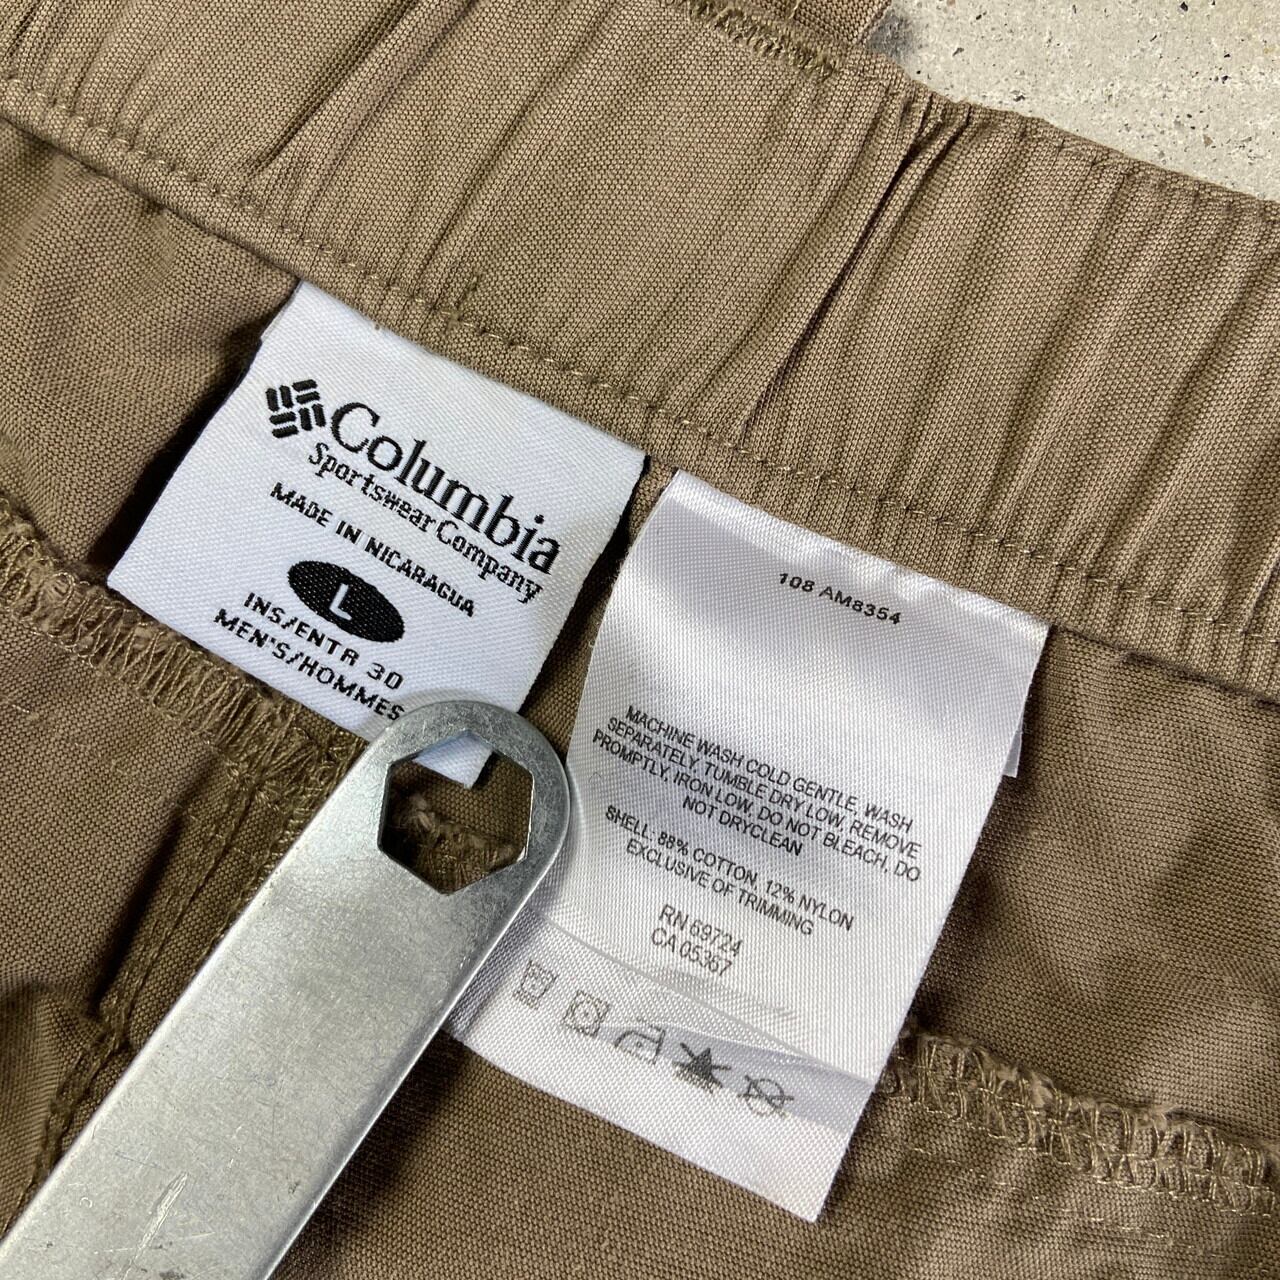 Columbia
Sportswear Company
MADE IN NICARAGUA
L
INS/ENTR 30
MEN'S/HOMMES
108 AM8354
MACHINE WASH COLD GENTLE, WASH
SEPARATELY, TUMBLE DRY LOW, REMOVE
PROMPTLY, IRON LOW, DO NOT BLEACH, DO
NOT DRYCLEAN
SHELL: 88% COTTON, 12% NYLON
EXCLUSIVE OF TRIMMING
RN 69724
CA 05367